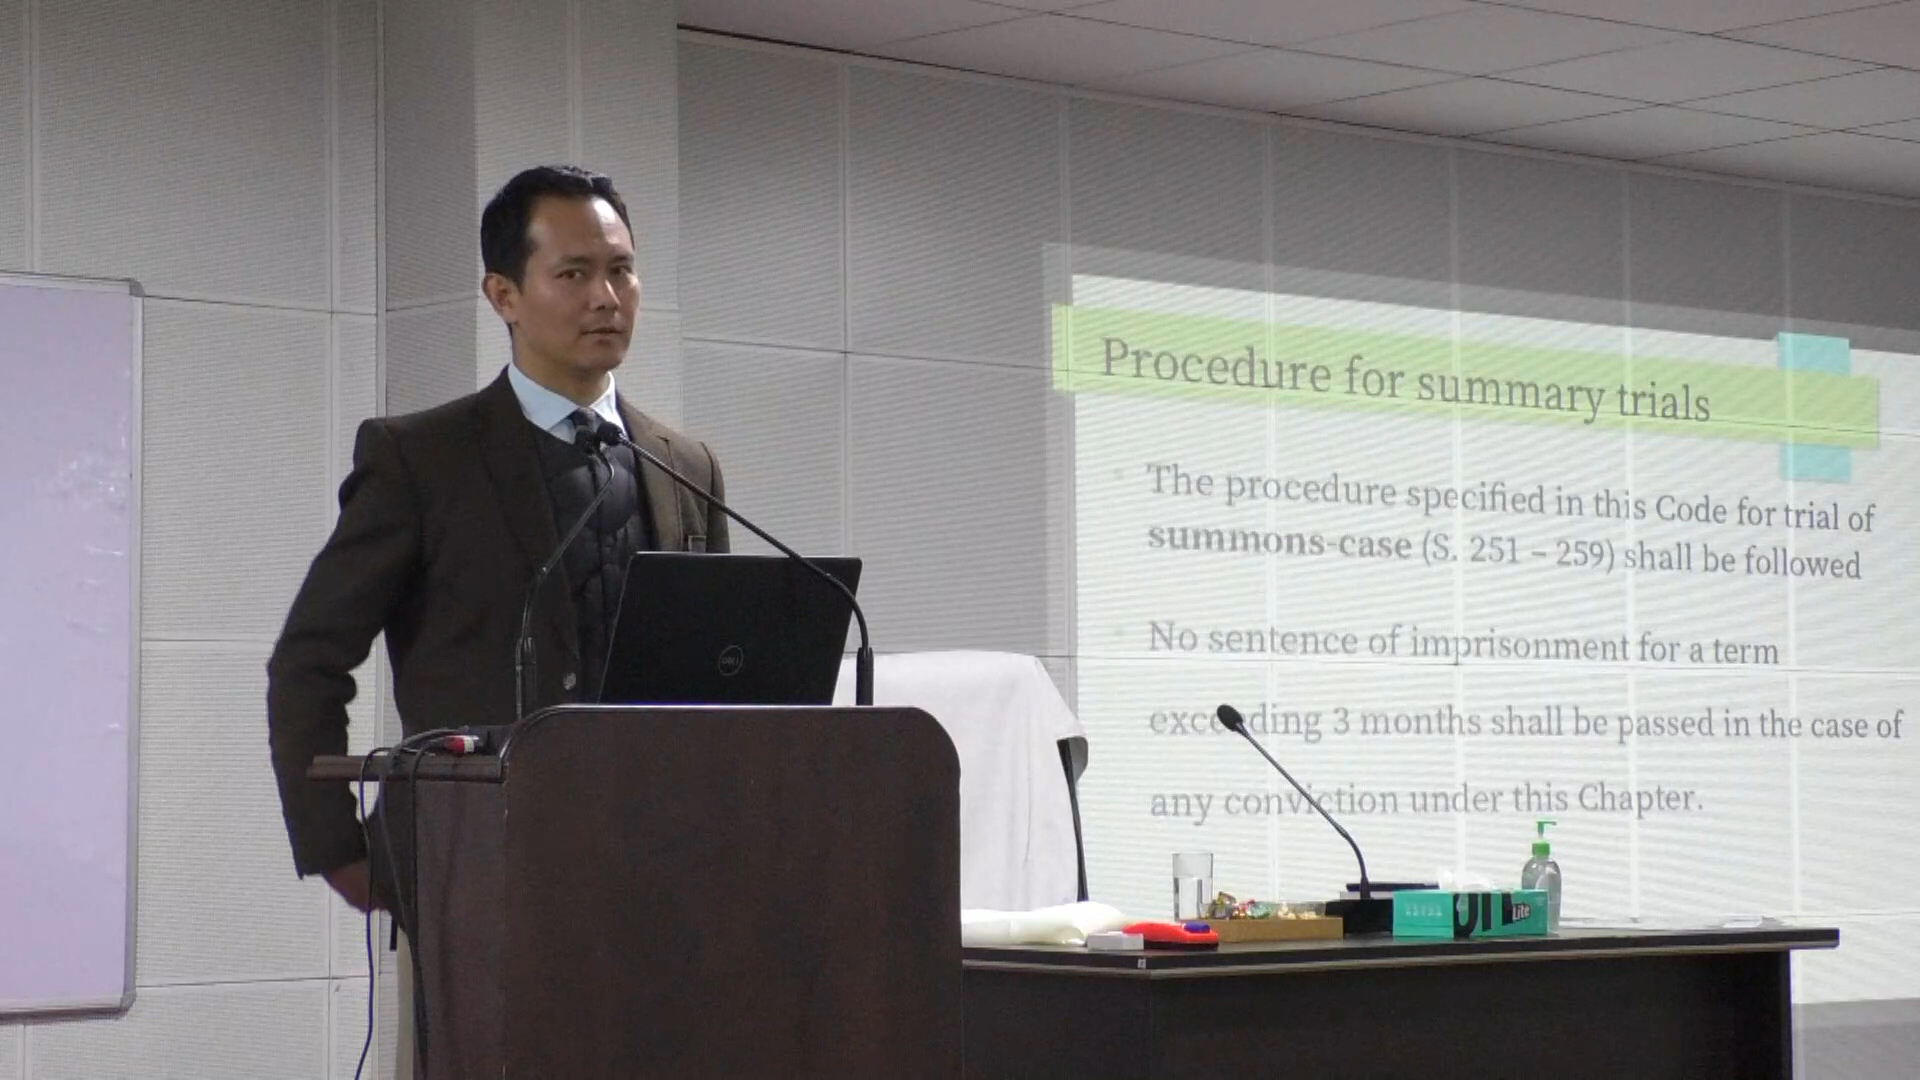 Procedure for summary trials
The procedure specified in this Code for trial of
summons-case (S. 251 – 259) shall be followed
No sentence of imprisonment for a term
exceeding 3 months shall be passed in the case of
any conviction under this Chapter.
DELL
Lite